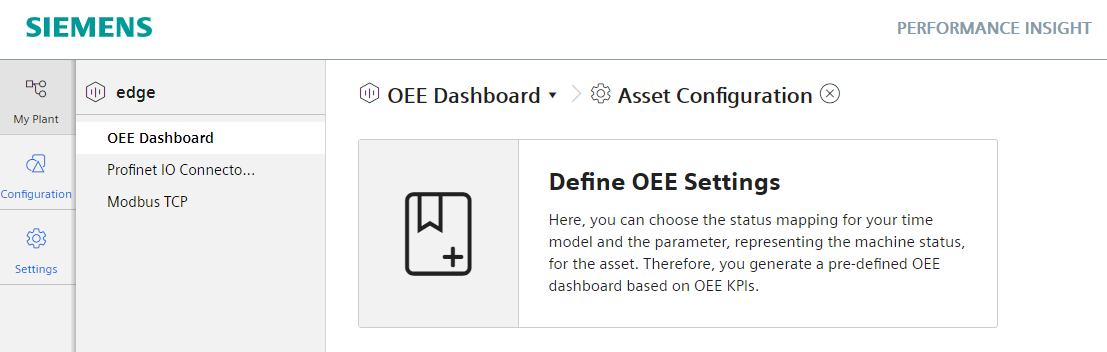 SIEMENS
PERFORMANCE INSIGHT
My Plant
Configuration
Settings
edge
OEE Dashboard
Profinet IO Connecto...
Modbus TCP
OEE Dashboard
Asset Configuration
Define OEE Settings
Here, you can choose the status mapping for your time
model and the parameter, representing the machine status,
for the asset. Therefore, you generate a pre-defined OEE
dashboard based on OEE KPIs.